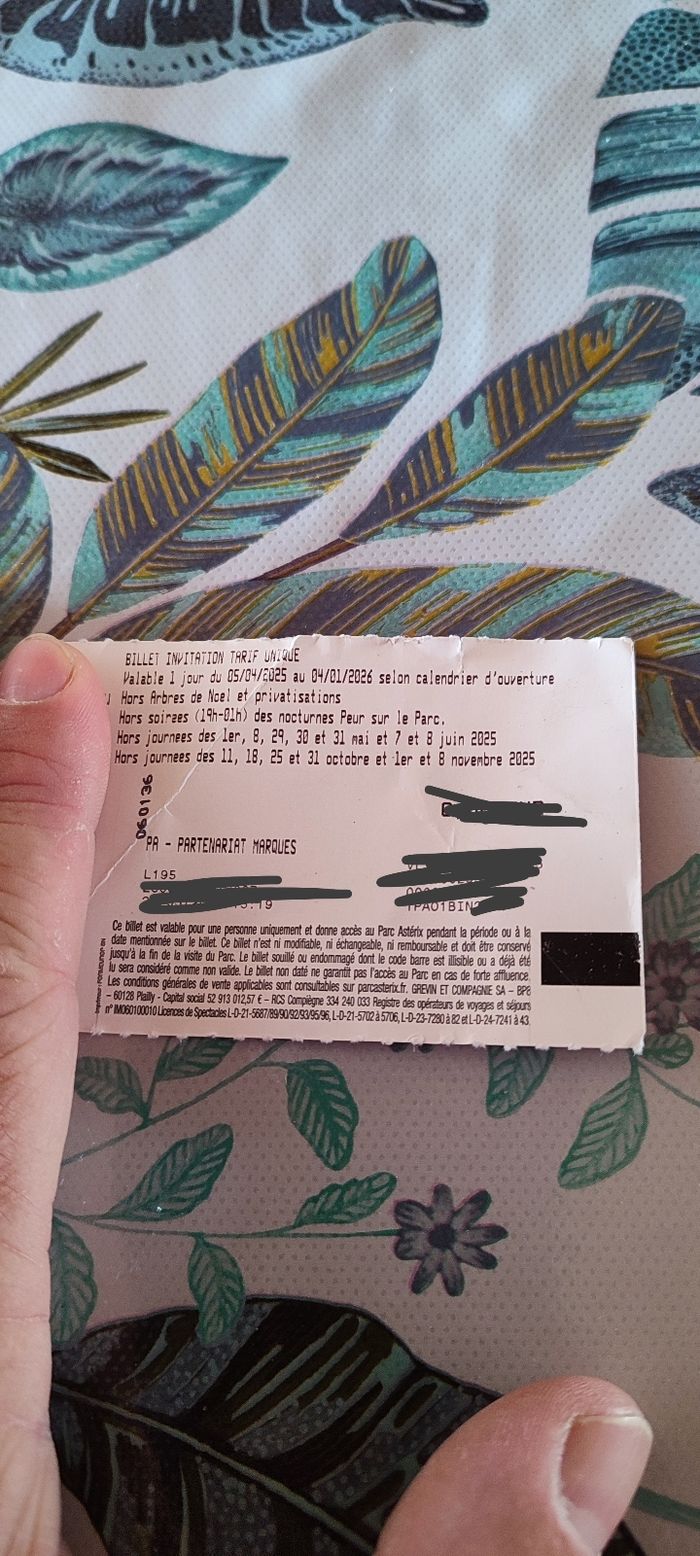 BILLET INVITATION TARIF UNIQUE
Valable 1 jour du 05/04/2025 au 04/01/2026 selon calendrier d'ouverture
Hors Arbres de Noel et privatisations
Hors soirees (19h-01h) des nocturnes Peur sur le Parc.
Hors journees des 1er, 8, 29, 30 et 31 mai et 7 et 8 juin 2025
Hors journees des 11, 18, 25 et 31 octobre et 1er et 8 novembre 2025
060136
PA - PARTENARIAT MARQUES
L195
Ce billet est valable pour une personne uniquement et donne accès au Parc Astérix pendant la période ou à la
date mentionnée sur le billet. Ce billet n'est ni modifiable, ni échangeable, ni remboursable et doit être conservé
jusqu'à la fin de la visite du Parc. Le billet souillé ou endommagé dont le code barre est illisible ou a déjà été
lu sera considéré comme non valide. Le billet non daté ne garantit pas l'accès au Parc en cas de forte affluence.
Les conditions générales de vente applicables sont consultables sur parcasterix.fr. GREVIN ET COMPAGNIE SA – BP8
– 60128 Plailly - Capital social 52 913 012,57 € – RCS Compiègne 334 240 033 Registre des opérateurs de voyages et séjours
n° IM060100010 Licences de Spectacles L-D-21-5687/89/90/92/93/95/96, L-D-21-5702 à 5706, L-D-23-7280 à 82 et L-D-24-7241 à 43.